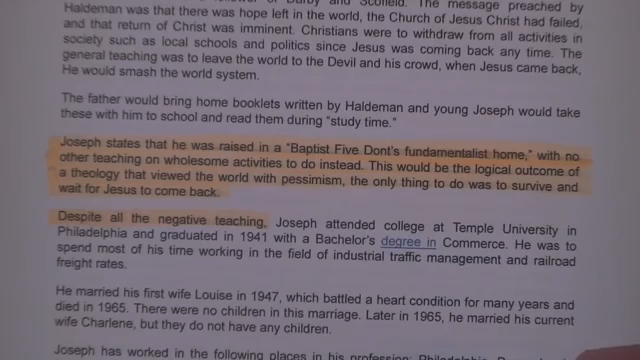 Haldeman was that there was hope left in the world, the Church of Jesus Christ had failed,
and that return of Christ was imminent. Christians were to withdraw from all activities in
society such as local schools and politics since Jesus was coming back any time. The
general teaching was to leave the world to the Devil and his crowd, when Jesus came back,
He would smash the world system.
The father would bring home booklets written by Haldeman and young Joseph would take
these with him to school and read them during "study time."
Joseph states that he was raised in a "Baptist Five Dont's fundamentalist home," with no
other teaching on wholesome activities to do instead. This would be the logical outcome of
a theology that viewed the world with pessimism, the only thing to do was to survive and
wait for Jesus to come back.
Despite all the negative teaching, Joseph attended college at Temple University in
Philadelphia and graduated in 1941 with a Bachelor's degree in Commerce. He was to
spend most of his time working in the field of industrial traffic management and railroad
freight rates.
He married his first wife Louise in 1947, which battled a heart condition for many years and
died in 1965. There were no children in this marriage. Later in 1965, he married his current
wife Charlene, but they do not have any children.
Joseph has worked in the following places in his profession: Philadelphia